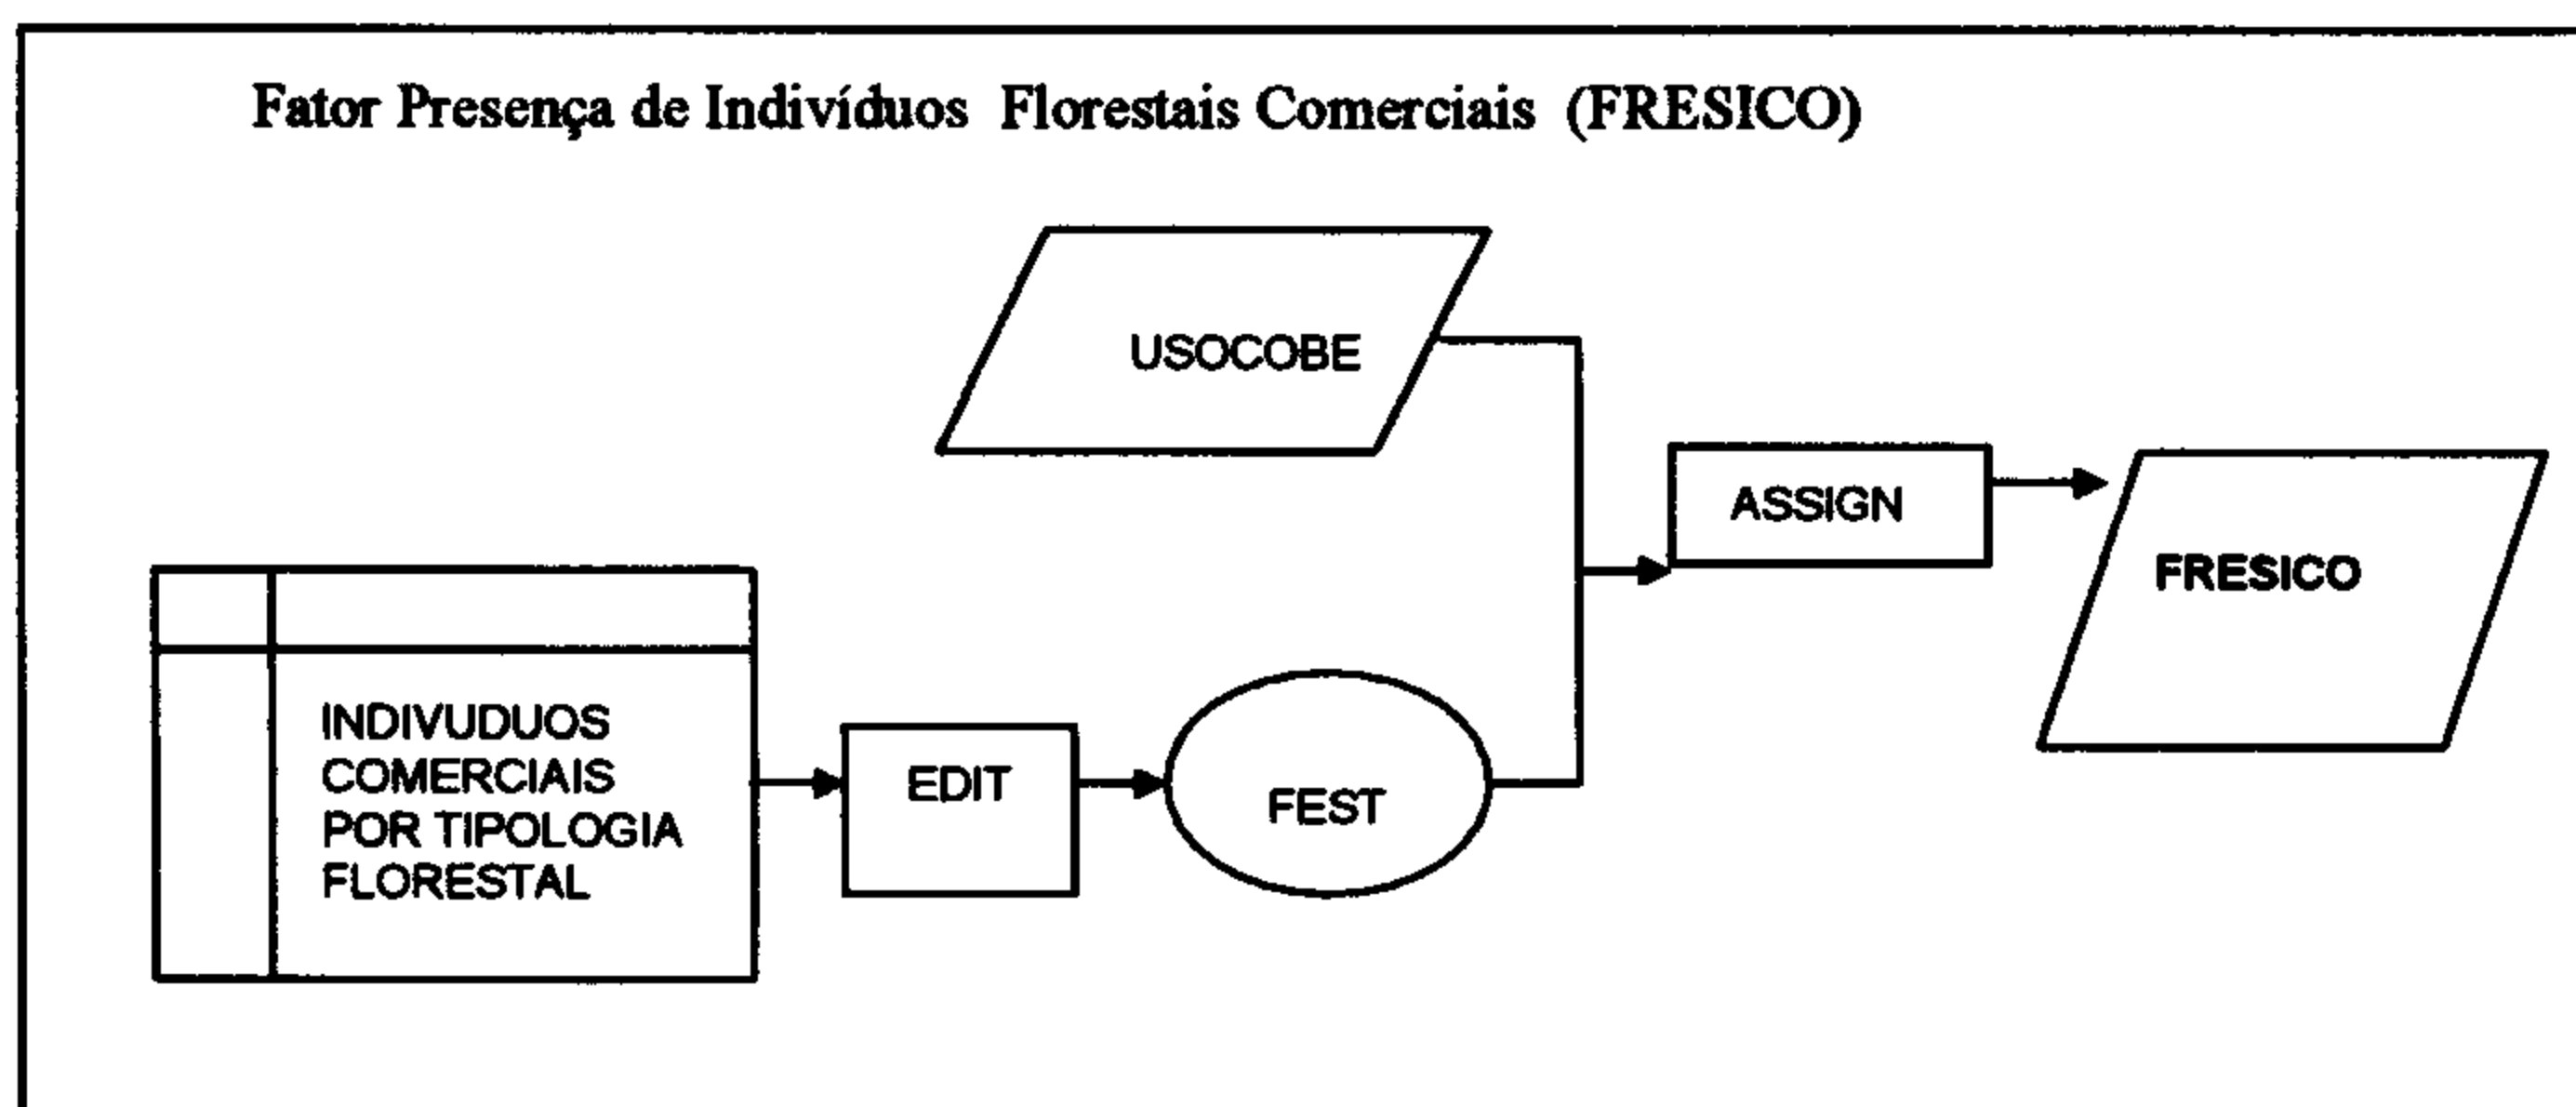 Fator Presença de Indivíduos Florestais Comerciais (FRESICO)
USOCOBE
ASSIGN
FRESICO
INDIVUDUOS
COMERCIAIS
POR TIPOLOGIA
FLORESTAL
EDIT
FEST